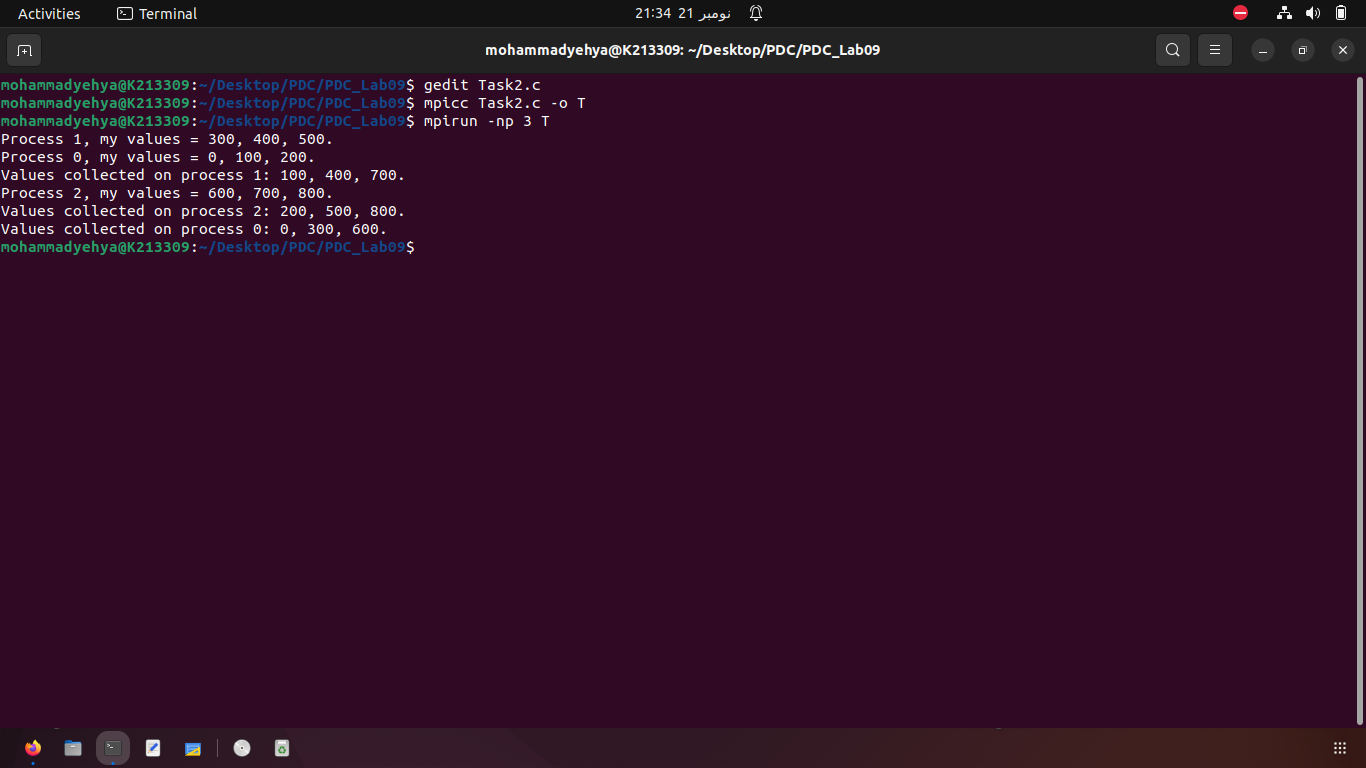 Activities Terminal 21:34 21 نومبر
mohammadyehya@K213309: ~/Desktop/PDC/PDC_Lab09
mohammadyehya@K213309:~/Desktop/PDC/PDC_Lab09$ gedit Task2.c
mohammadyehya@K213309:~/Desktop/PDC/PDC_Lab09$ mpicc Task2.c -o T
mohammadyehya@K213309:~/Desktop/PDC/PDC_Lab09$ mpirun -np 3 T
Process 1, my values = 300, 400, 500.
Process 0, my values = 0, 100, 200.
Values collected on process 1: 100, 400, 700.
Process 2, my values = 600, 700, 800.
Values collected on process 2: 200, 500, 800.
Values collected on process 0: 0, 300, 600.
mohammadyehya@K213309:~/Desktop/PDC/PDC_Lab09$